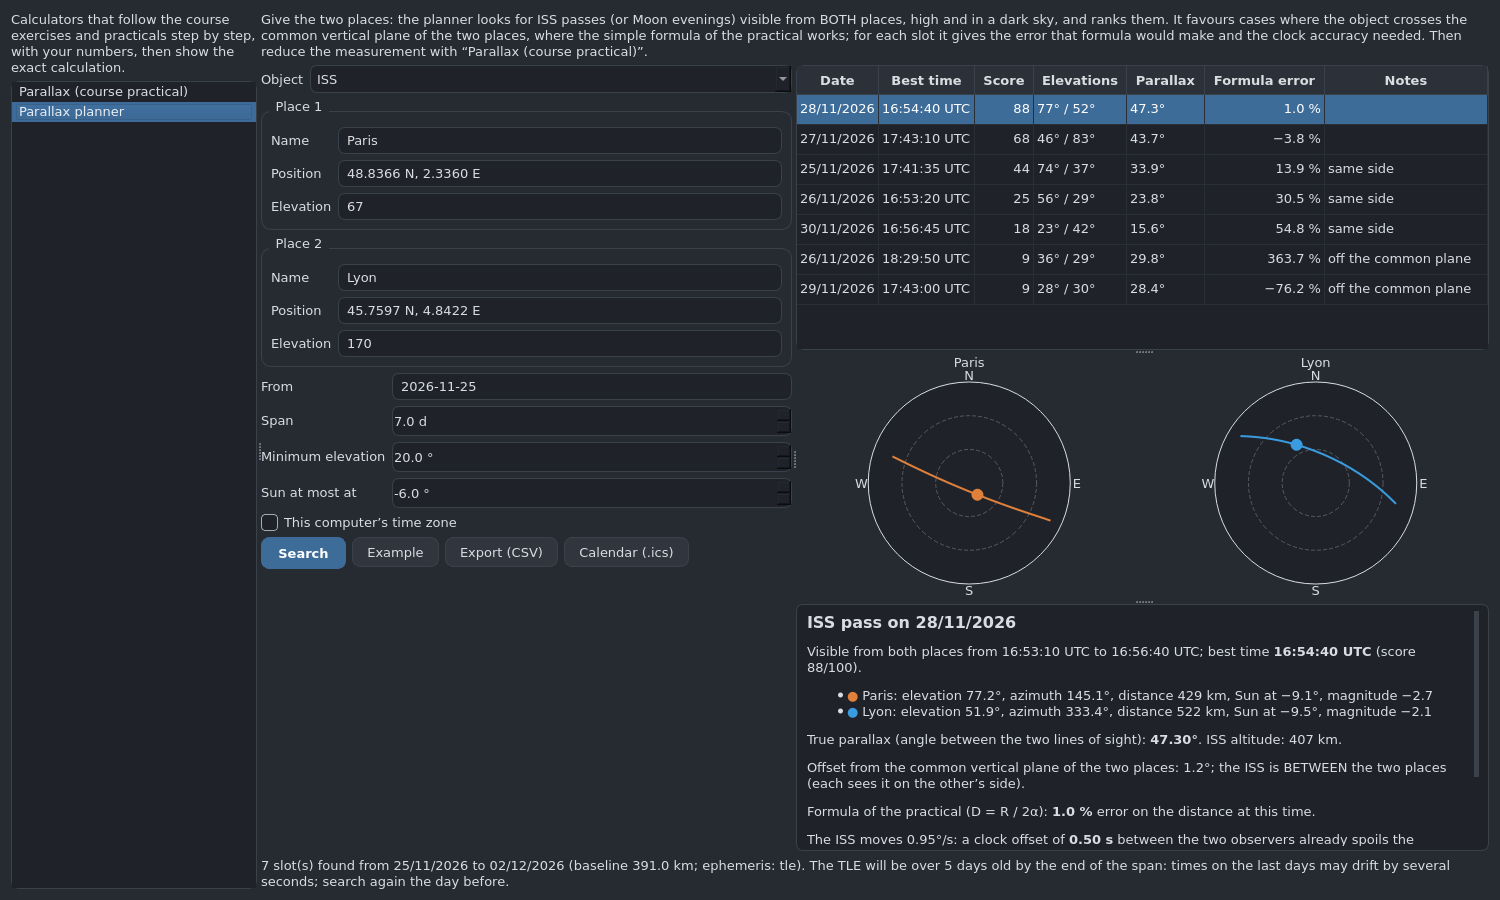 Calculators that follow the course
exercises and practicals step by step,
with your numbers, then show the
exact calculation.
Parallax (course practical)
Parallax planner
Give the two places: the planner looks for ISS passes (or Moon evenings) visible from BOTH places, high and in a dark sky, and ranks them. It favours cases where the object crosses the
common vertical plane of the two places, where the simple formula of the practical works; for each slot it gives the error that formula would make and the clock accuracy needed. Then
reduce the measurement with “Parallax (course practical)”.
Object ISS
Place 1
Name Paris
Position 48.8366 N, 2.3360 E
Elevation 67
Place 2
Name Lyon
Position 45.7597 N, 4.8422 E
Elevation 170
From 2026-11-25
Span 7.0 d
Minimum elevation 20.0 °
Sun at most at -6.0 °
This computer’s time zone
Search Example Export (CSV) Calendar (.ics)
Date Best time Score Elevations Parallax Formula error Notes
28/11/2026 16:54:40 UTC 88 77° / 52° 47.3° 1.0 %
27/11/2026 17:43:10 UTC 68 46° / 83° 43.7° −3.8 %
25/11/2026 17:41:35 UTC 44 74° / 37° 33.9° 13.9 % same side
26/11/2026 16:53:20 UTC 25 56° / 29° 23.8° 30.5 % same side
30/11/2026 16:56:45 UTC 18 23° / 42° 15.6° 54.8 % same side
26/11/2026 18:29:50 UTC 9 36° / 29° 29.8° 363.7 % off the common plane
29/11/2026 17:43:00 UTC 9 28° / 30° 28.4° −76.2 % off the common plane
Paris
N
W
E
S
Lyon
N
W
E
S
ISS pass on 28/11/2026
Visible from both places from 16:53:10 UTC to 16:56:40 UTC; best time 16:54:40 UTC (score
88/100).
• Paris: elevation 77.2°, azimuth 145.1°, distance 429 km, Sun at −9.1°, magnitude −2.7
• Lyon: elevation 51.9°, azimuth 333.4°, distance 522 km, Sun at −9.5°, magnitude −2.1
True parallax (angle between the two lines of sight): 47.30°. ISS altitude: 407 km.
Offset from the common vertical plane of the two places: 1.2°; the ISS is BETWEEN the two places
(each sees it on the other’s side).
Formula of the practical (D = R / 2α): 1.0 % error on the distance at this time.
The ISS moves 0.95°/s: a clock offset of 0.50 s between the two observers already spoils the
7 slot(s) found from 25/11/2026 to 02/12/2026 (baseline 391.0 km; ephemeris: tle). The TLE will be over 5 days old by the end of the span: times on the last days may drift by several
seconds; search again the day before.